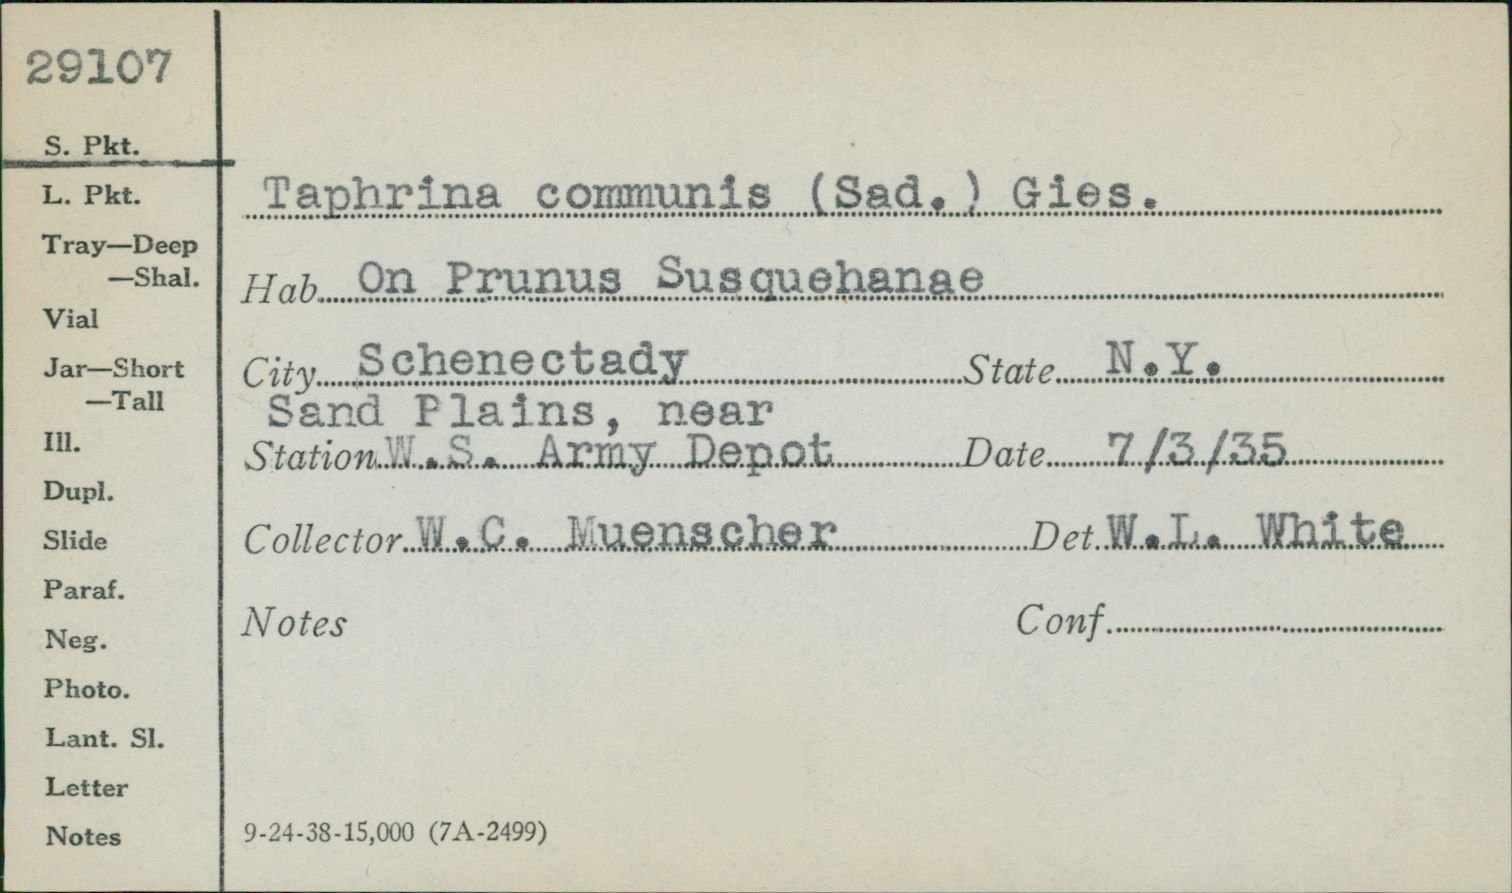 29107
S. Pkt.
L. Pkt.
Tray—Deep
—Shal.
Vial
Jar—Short
—Tall
Ill.
Dupl.
Slide
Paraf.
Neg.
Photo.
Lant. Sl.
Letter
Notes
Taphrina communis (Sad.) Gies.
Hab. On Prunus Susquehanae
City Schenectady State N.Y.
Sand Plains, near
Station W.S. Army Depot Date 7/3/35
Collector W.C. Muenscher Det. W.L. White
Notes Conf.
9-24-38-15,000 (7A-2499)